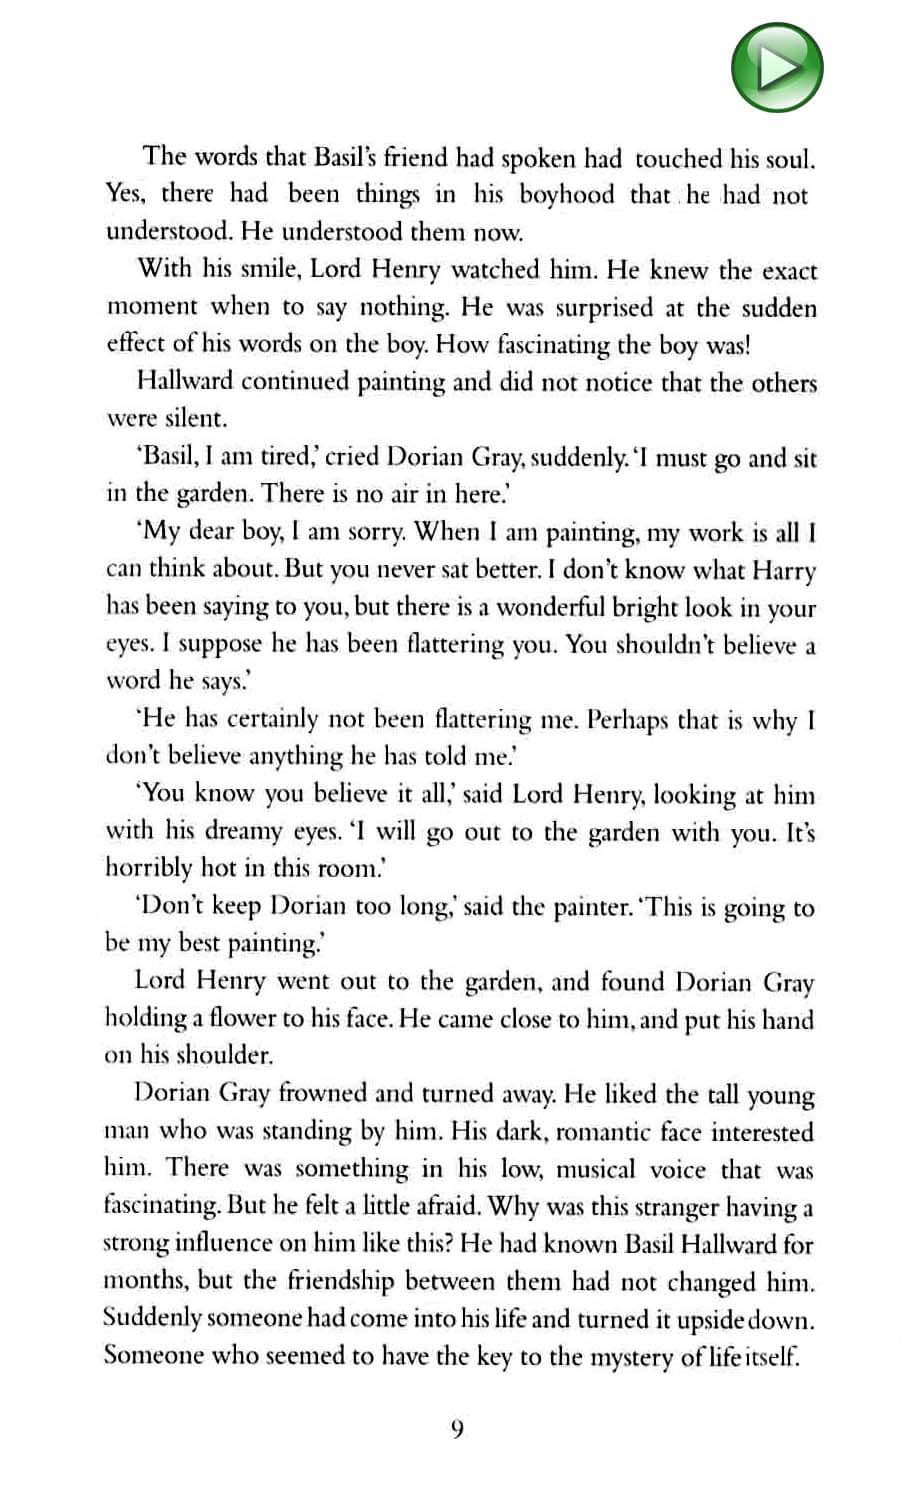 The words that Basil's friend had spoken had touched his soul.
Yes, there had been things in his boyhood that he had not
understood. He understood them now.
With his smile, Lord Henry watched him. He knew the exact
moment when to say nothing. He was surprised at the sudden
effect of his words on the boy. How fascinating the boy was!
Hallward continued painting and did not notice that the others
were silent.
‘Basil, I am tired,’ cried Dorian Gray, suddenly. ‘I must go and sit
in the garden. There is no air in here.’
‘My dear boy, I am sorry. When I am painting, my work is all I
can think about. But you never sat better. I don't know what Harry
has been saying to you, but there is a wonderful bright look in your
eyes. I suppose he has been flattering you. You shouldn't believe a
word he says.’
‘He has certainly not been flattering me. Perhaps that is why I
don't believe anything he has told me.’
‘You know you believe it all,’ said Lord Henry, looking at him
with his dreamy eyes. ‘I will go out to the garden with you. It's
horribly hot in this room.’
‘Don't keep Dorian too long,’ said the painter. ‘This is going to
be my best painting.’
Lord Henry went out to the garden, and found Dorian Gray
holding a flower to his face. He came close to him, and put his hand
on his shoulder.
Dorian Gray frowned and turned away. He liked the tall young
man who was standing by him. His dark, romantic face interested
him. There was something in his low, musical voice that was
fascinating. But he felt a little afraid. Why was this stranger having a
strong influence on him like this? He had known Basil Hallward for
months, but the friendship between them had not changed him.
Suddenly someone had come into his life and turned it upside down.
Someone who seemed to have the key to the mystery of life itself.
9